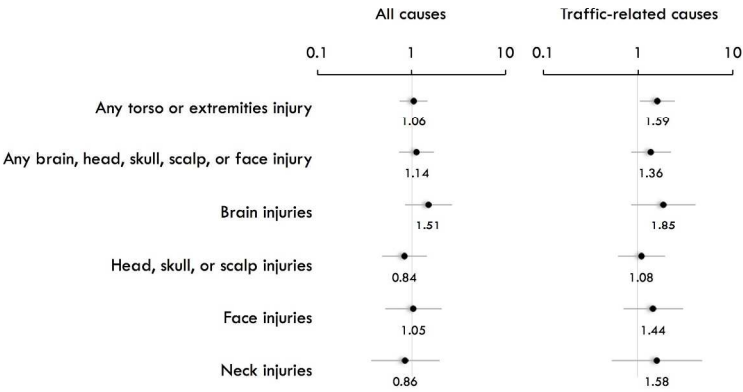 All causes Traffic-related causes
0.1 1 10 0.1 1 10
Any torso or extremities injury
1.06 1.59
Any brain, head, skull, scalp, or face injury
1.14 1.36
Brain injuries
1.51 1.85
Head, skull, or scalp injuries
0.84 1.08
Face injuries
1.05 1.44
Neck injuries
0.86 1.58